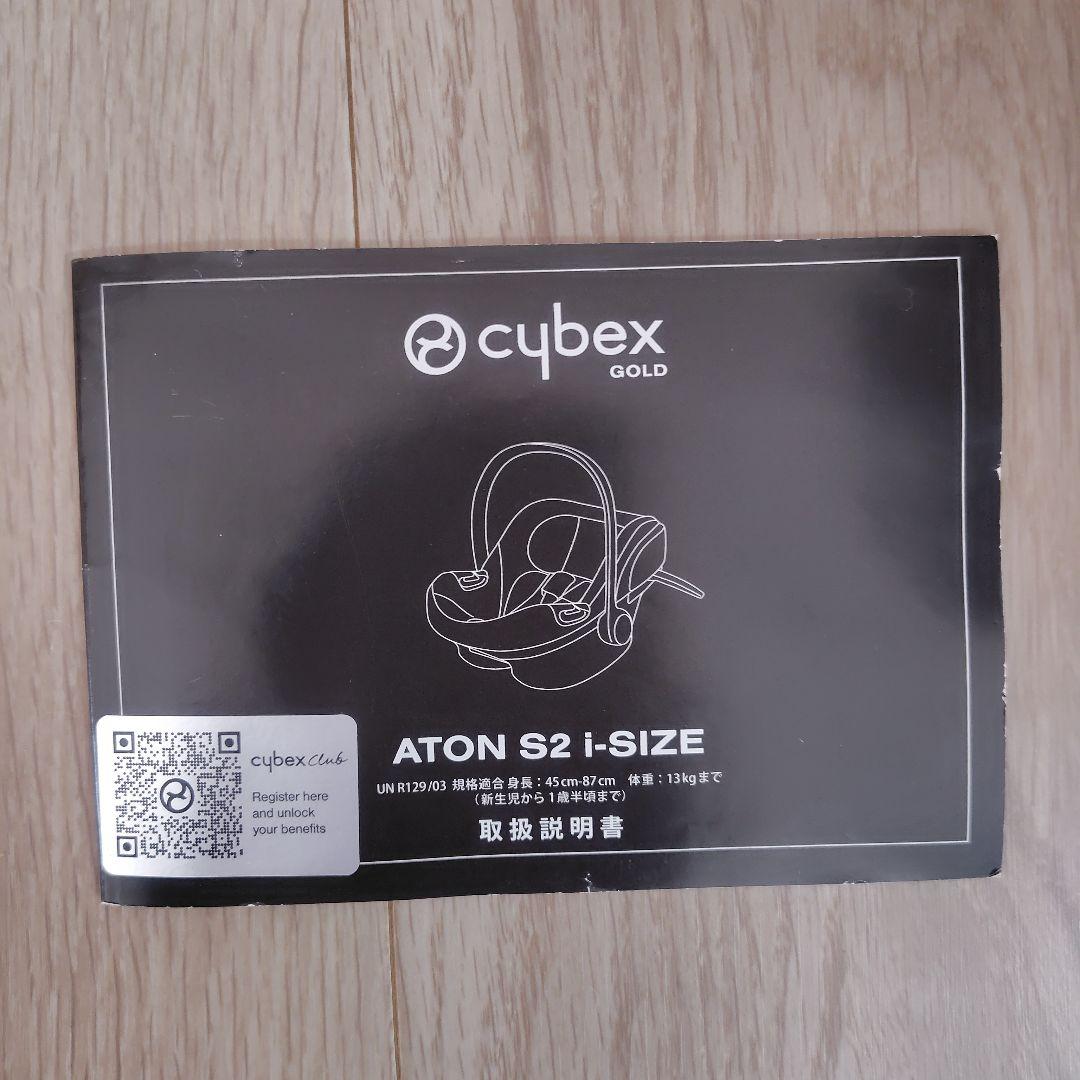 cybex
GOLD
ATON S2 i-SIZE
UN R129/03 規格適合 身長：45cm-87cm 体重：13kgまで
（新生児から1歳半頃まで）
取扱説明書
cybex club
Register here
and unlock
your benefits